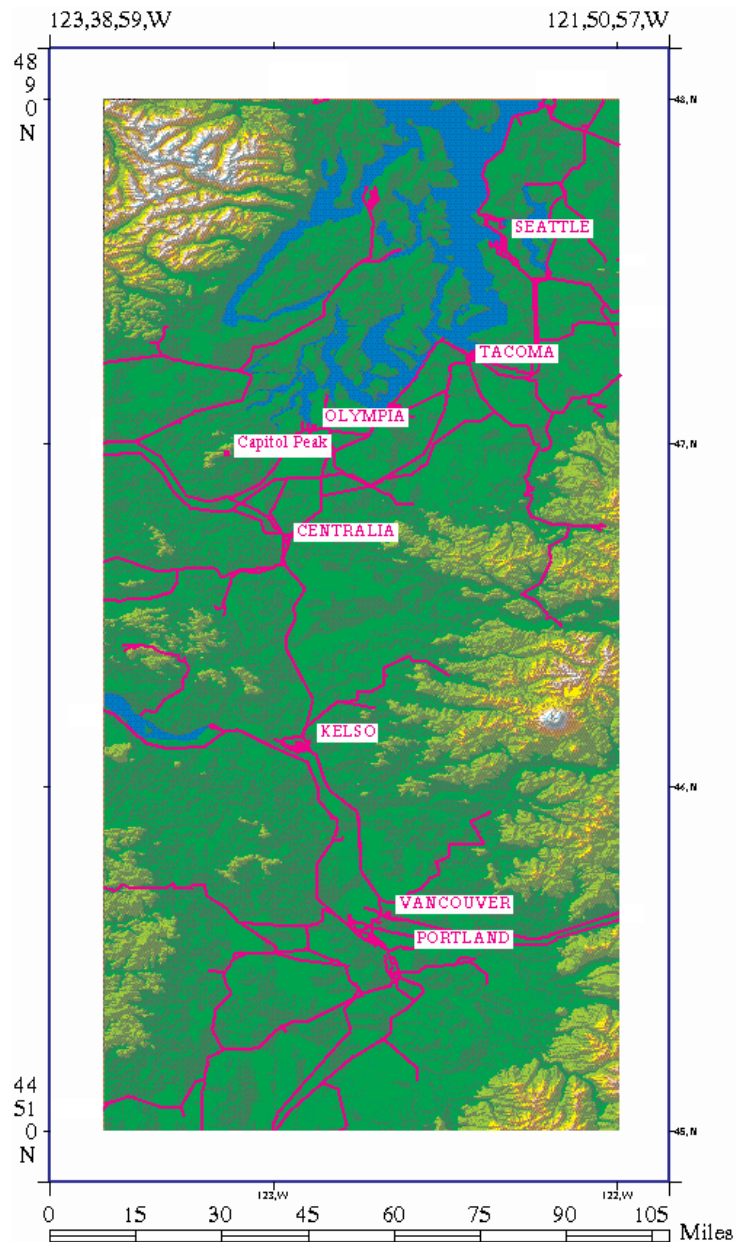 123,38,59,W 121,50,57,W
48
9
0
N
48, N
SEATTLE
TACOMA
OLYMPIA
Capitol Peak
47, N
CENTRALIA
KELSO
46, N
VANCOUVER
PORTLAND
44
51
0
N
45, N
123,W 122,W
0 15 30 45 60 75 90 105 Miles